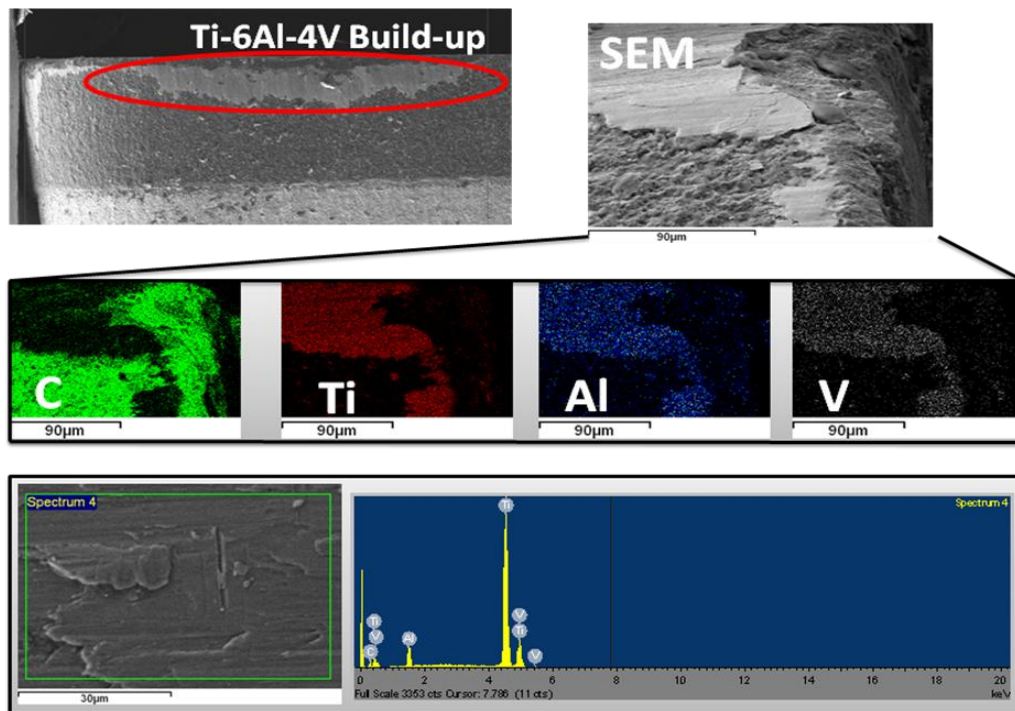 Ti-6Al-4V Build-up
SEM
90µm
C
Ti
Al
V
90µm
90µm
90µm
90µm
Spectrum 4
30µm
Spectrum 4
Ti
V
Ti
Ti
V
Al
C
V
0 2 4 6 8 10 12 14 16 18 20
Full Scale 3353 cts Cursor: 7.786 (11 cts)
keV